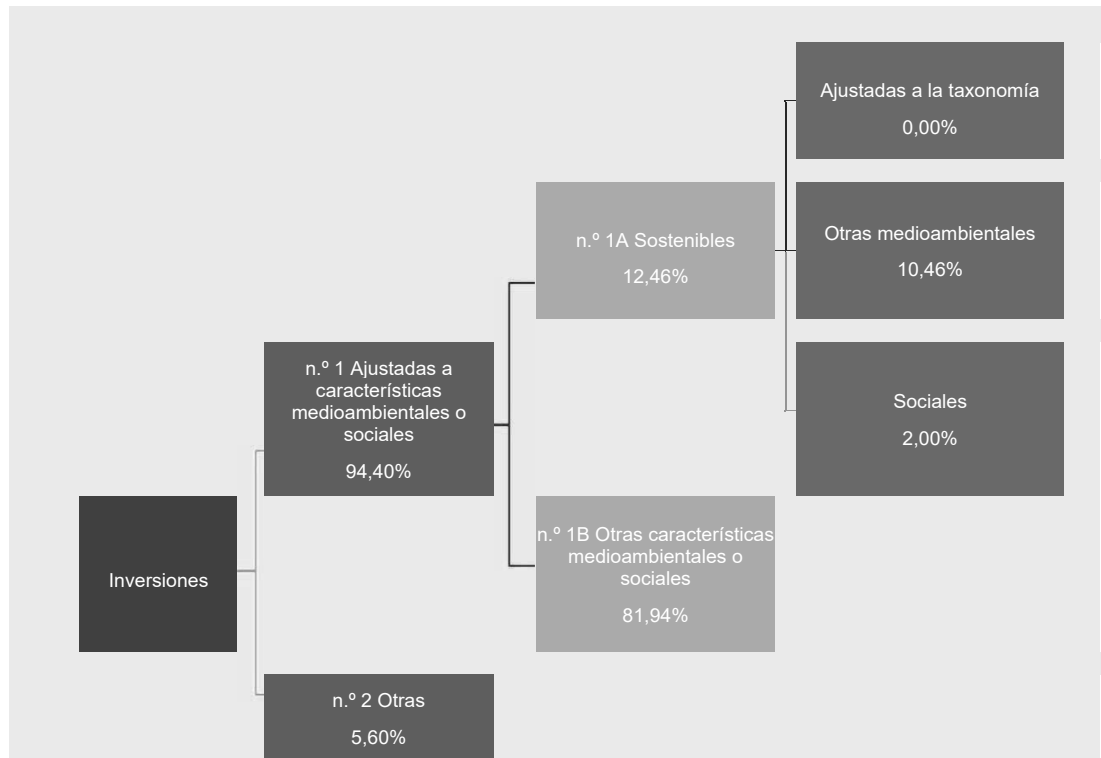 Ajustadas a la taxonomía
0,00%
n.º 1A Sostenibles
12,46%
Otras medioambientales
10,46%
n.º 1 Ajustadas a
características
medioambientales o
sociales
94,40%
Sociales
2,00%
Inversiones
n.º 1B Otras características
medioambientales o
sociales
81,94%
n.º 2 Otras
5,60%